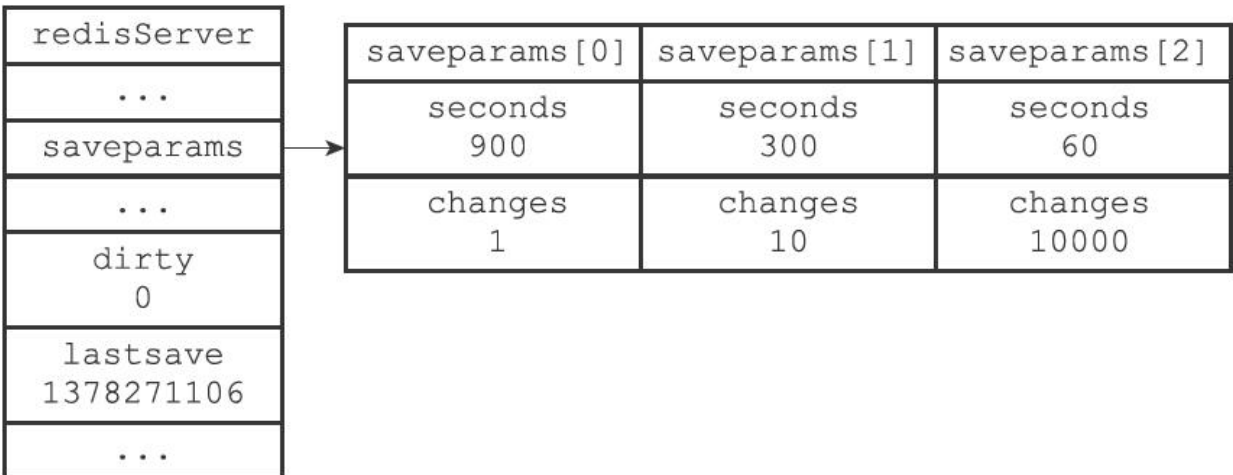 redisServer
...
saveparams
...
dirty
0
lastsave
1378271106
...
saveparams[0] saveparams[1] saveparams[2]
seconds seconds seconds
900 300 60
changes changes changes
1 10 10000